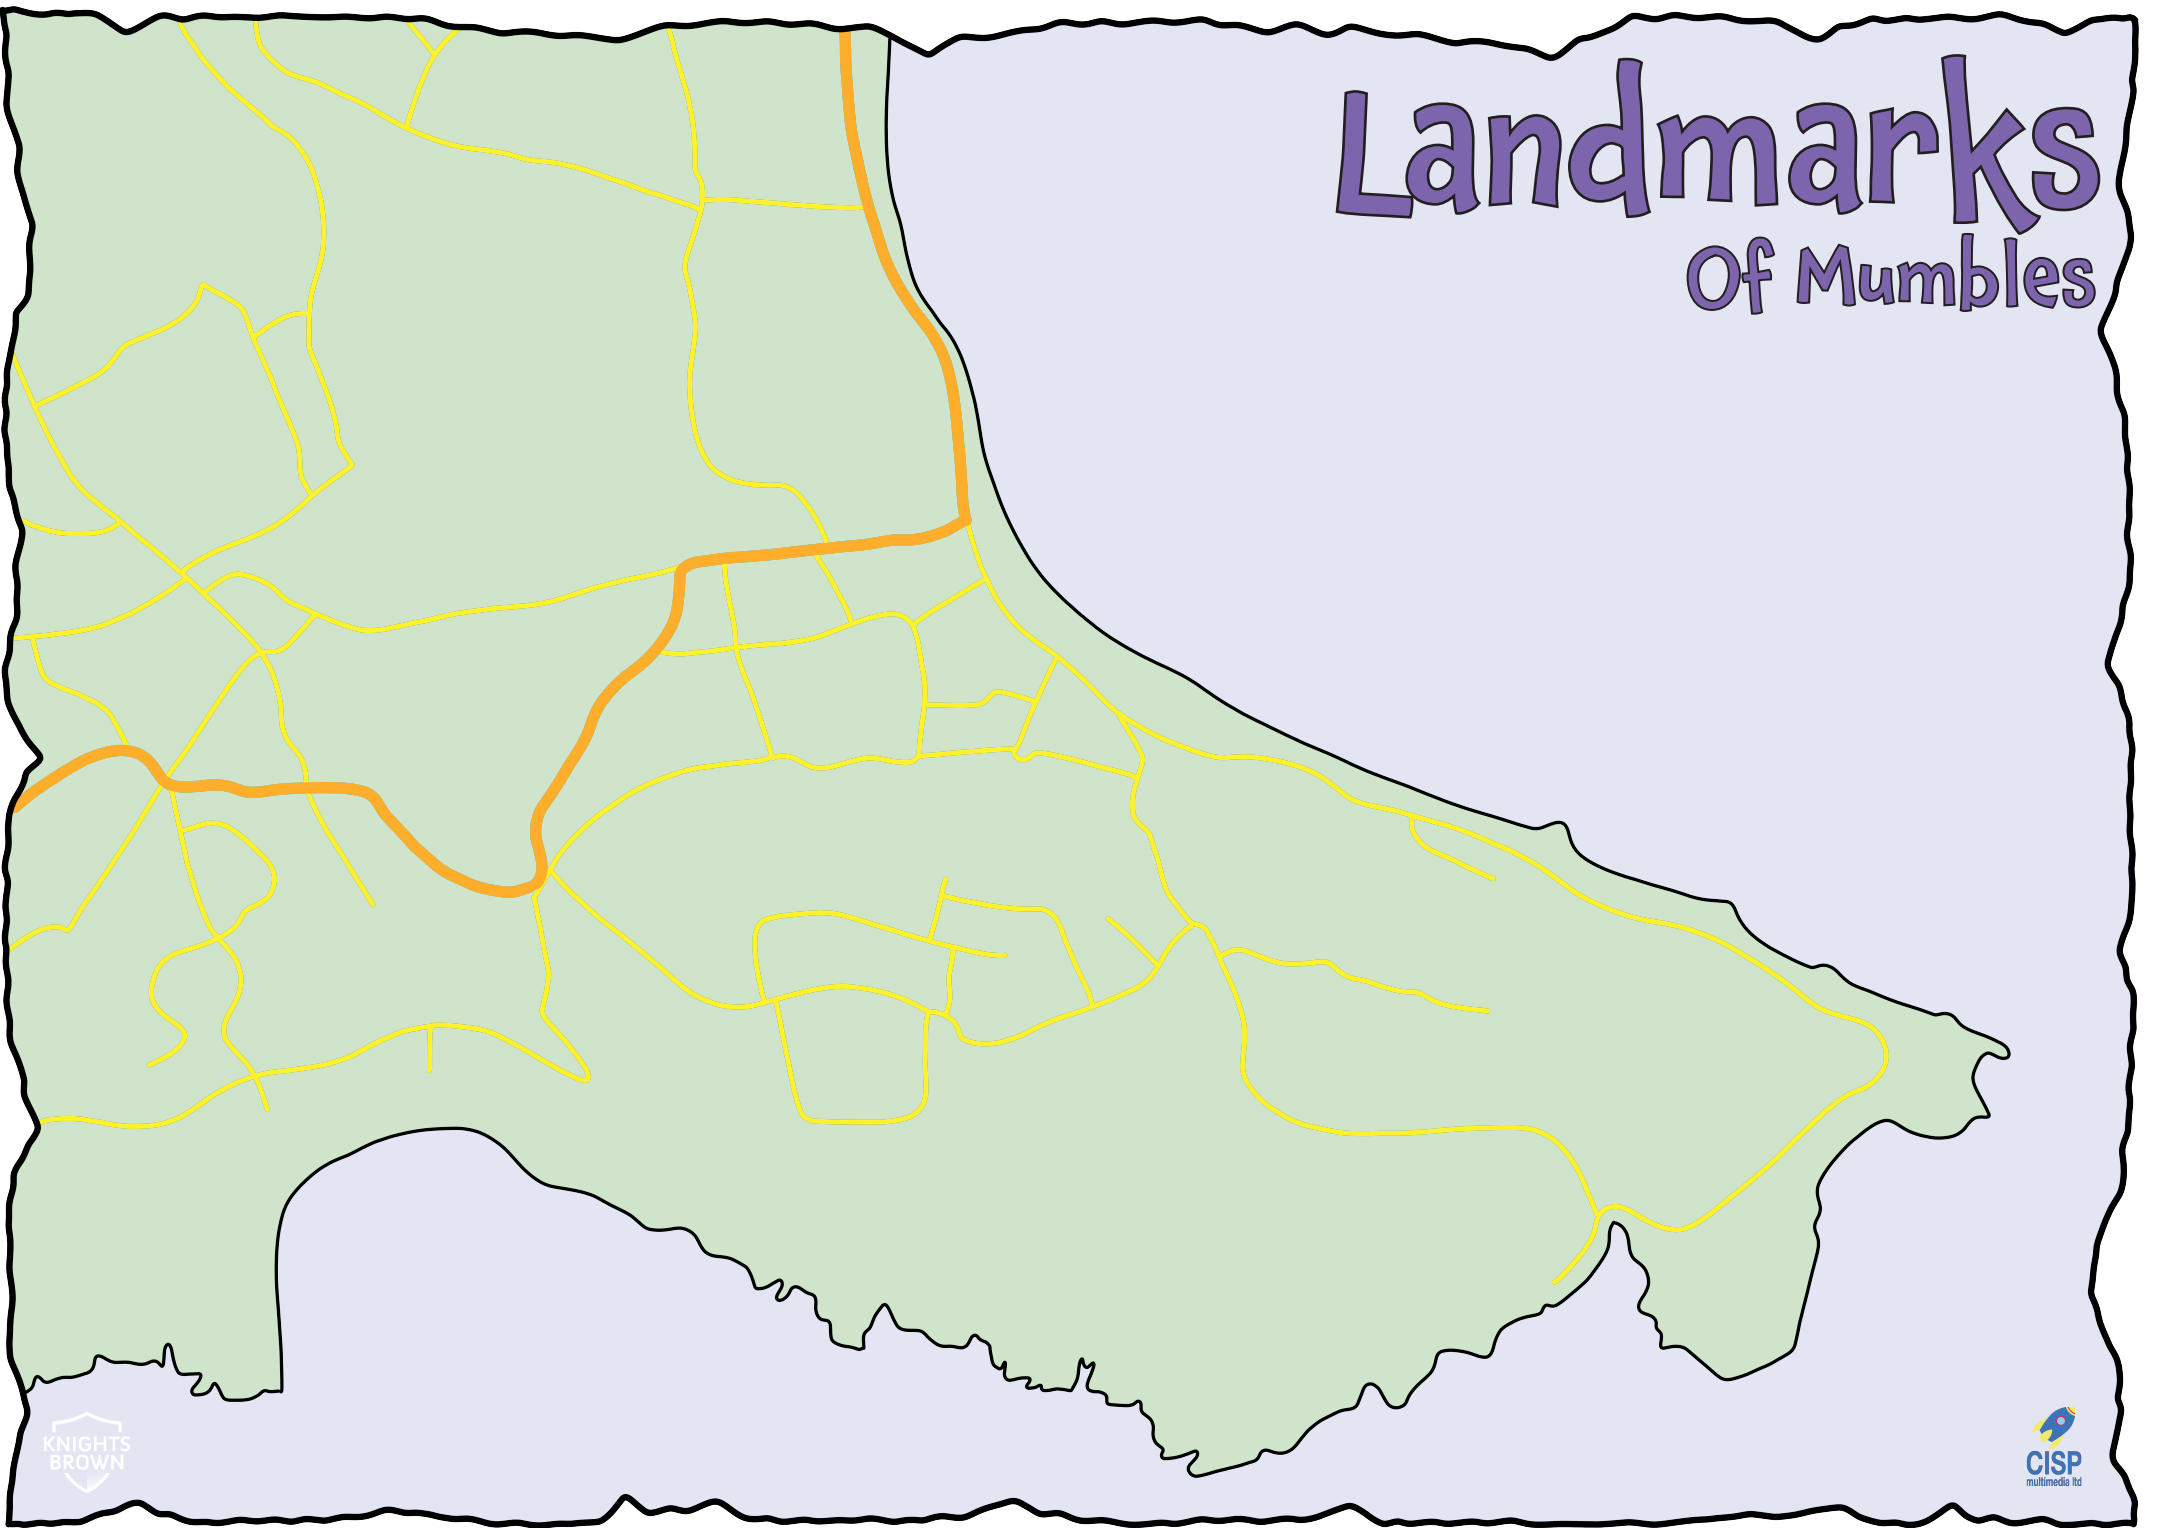 Landmarks
Of Mumbles
KNIGHTS
BROWN
CISP
multimedia ltd